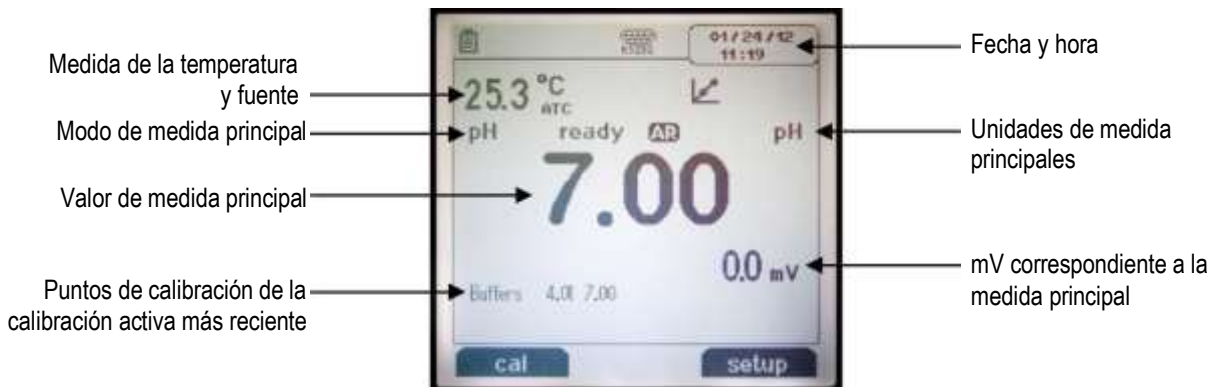 01/24/12
11:19
Fecha y hora
Medida de la temperatura
y fuente
25.3 °C
ATC
Modo de medida principal
pH ready AR pH
Unidades de medida
principales
Valor de medida principal
7.00
0.0 mV
mV correspondiente a la
medida principal
Puntos de calibración de la
calibración activa más reciente
Buffers 7.00
cal setup